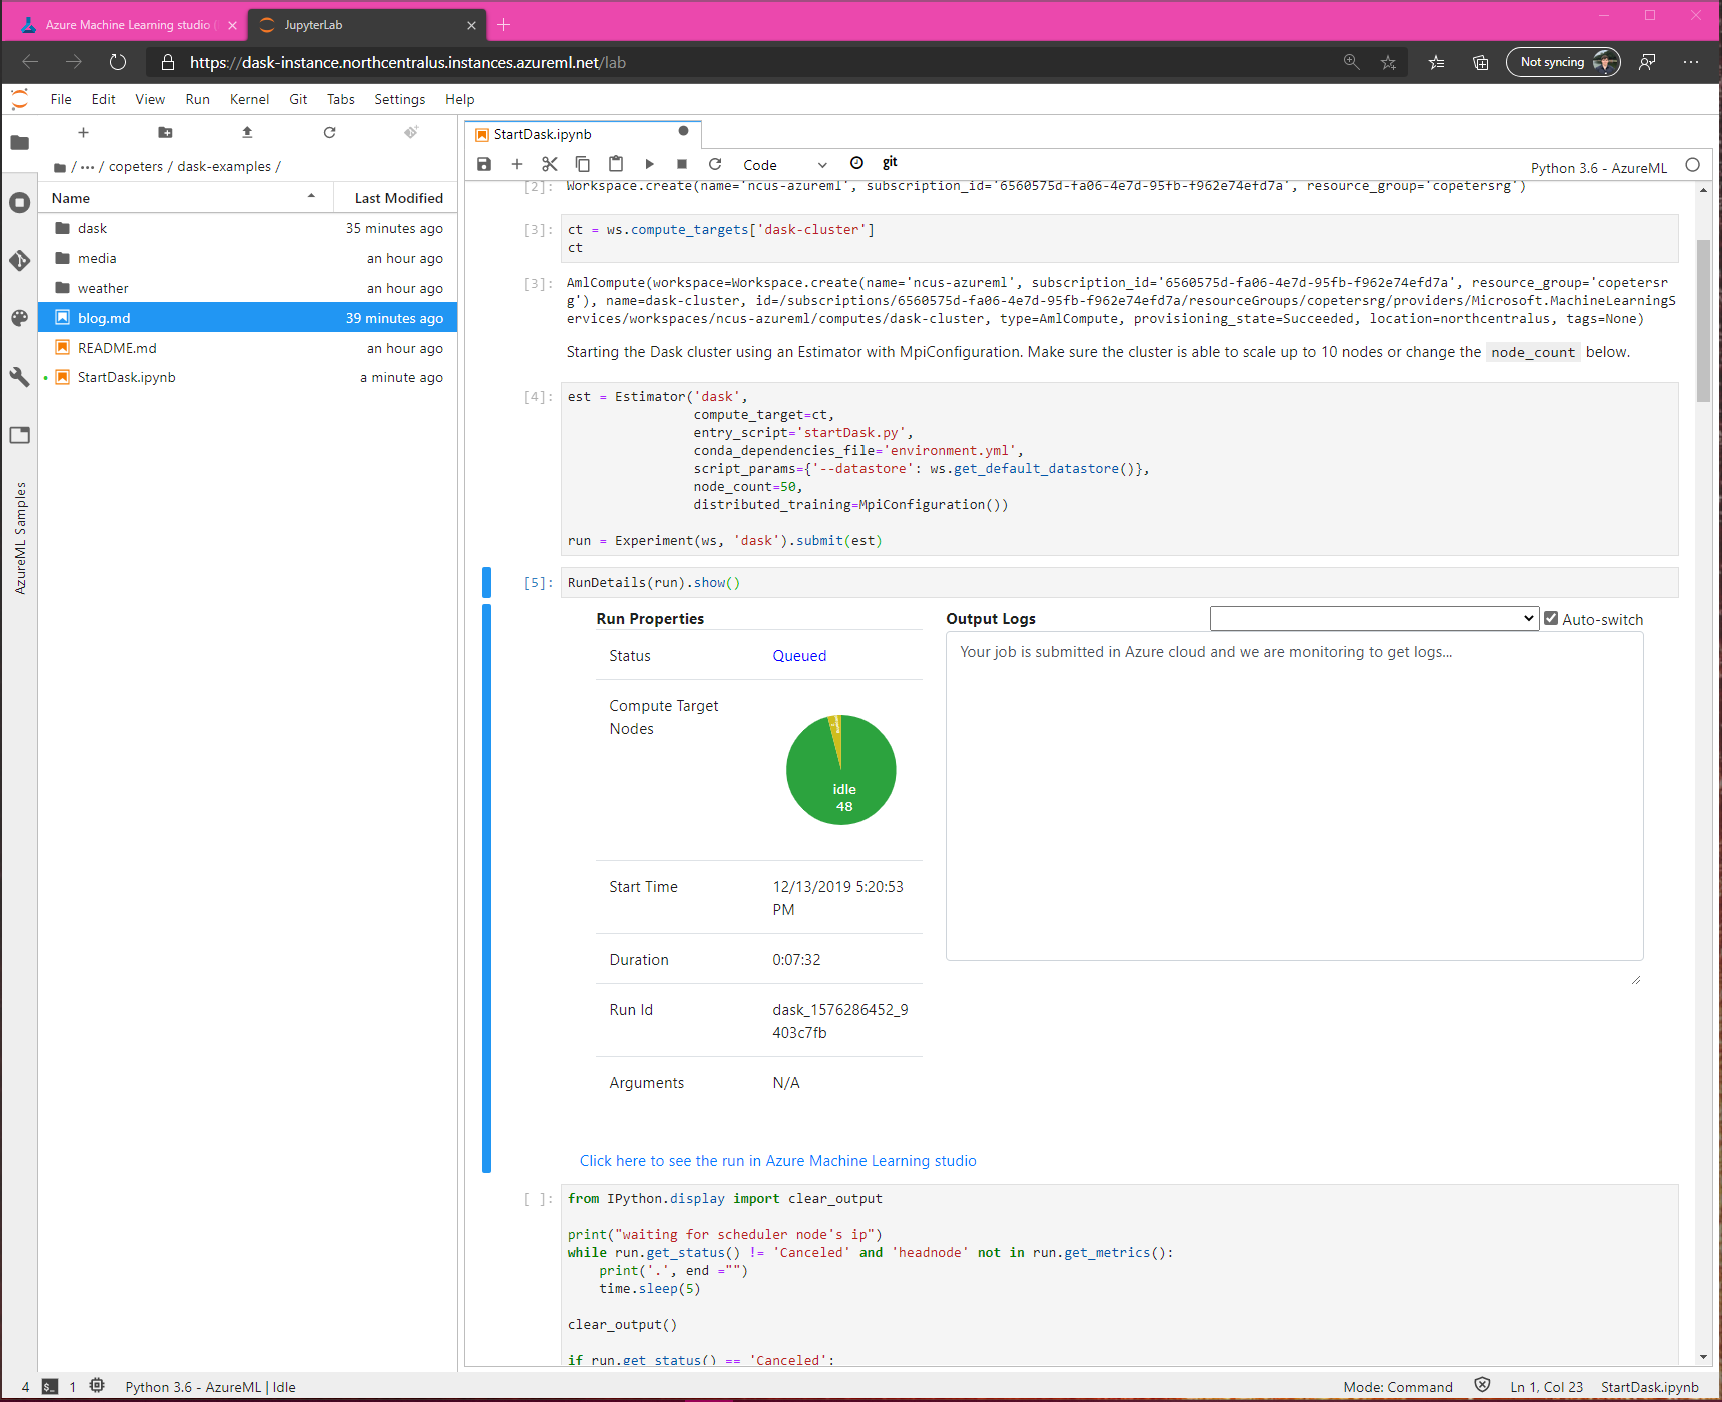 Azure Machine Learning studio
JupyterLab
https://dask-instance.northcentralus.instances.azureml.net/lab
Not syncing
File Edit View Run Kernel Git Tabs Settings Help
/ ··· / copeters / dask-examples /
Name Last Modified
dask 35 minutes ago
media an hour ago
weather an hour ago
blog.md 39 minutes ago
README.md an hour ago
StartDask.ipynb a minute ago
AzureML Samples
StartDask.ipynb
Code git Python 3.6 - AzureML
[2]: Workspace.create(name='ncus-azureml', subscription_id='6560575d-fa06-4e7d-95fb-f962e74efd7a', resource_group='copetersrg')
[3]: ct = ws.compute_targets['dask-cluster']
ct
[3]: AmlCompute(workspace=Workspace.create(name='ncus-azureml', subscription_id='6560575d-fa06-4e7d-95fb-f962e74efd7a', resource_group='copetersr
g'), name=dask-cluster, id=/subscriptions/6560575d-fa06-4e7d-95fb-f962e74efd7a/resourceGroups/copetersrg/providers/Microsoft.MachineLearningS
ervices/workspaces/ncus-azureml/computes/dask-cluster, type=AmlCompute, provisioning_state=Succeeded, location=northcentralus, tags=None)
Starting the Dask cluster using an Estimator with MpiConfiguration. Make sure the cluster is able to scale up to 10 nodes or change the node_count below.
[4]: est = Estimator('dask',
compute_target=ct,
entry_script='startDask.py',
conda_dependencies_file='environment.yml',
script_params={'--datastore': ws.get_default_datastore()},
node_count=50,
distributed_training=MpiConfiguration())
run = Experiment(ws, 'dask').submit(est)
[5]: RunDetails(run).show()
Run Properties
Status Queued
Compute Target
Nodes
idle
48
Start Time 12/13/2019 5:20:53
PM
Duration 0:07:32
Run Id dask_1576286452_9
403c7fb
Arguments N/A
Output Logs Auto-switch
Your job is submitted in Azure cloud and we are monitoring to get logs...
Click here to see the run in Azure Machine Learning studio
[ ]: from IPython.display import clear_output
print("waiting for scheduler node's ip")
while run.get_status() != 'Canceled' and 'headnode' not in run.get_metrics():
print('.', end ="")
time.sleep(5)
clear_output()
if run.get_status() == 'Canceled':
4 $_ 1 Python 3.6 - AzureML | Idle Mode: Command Ln 1, Col 23 StartDask.ipynb